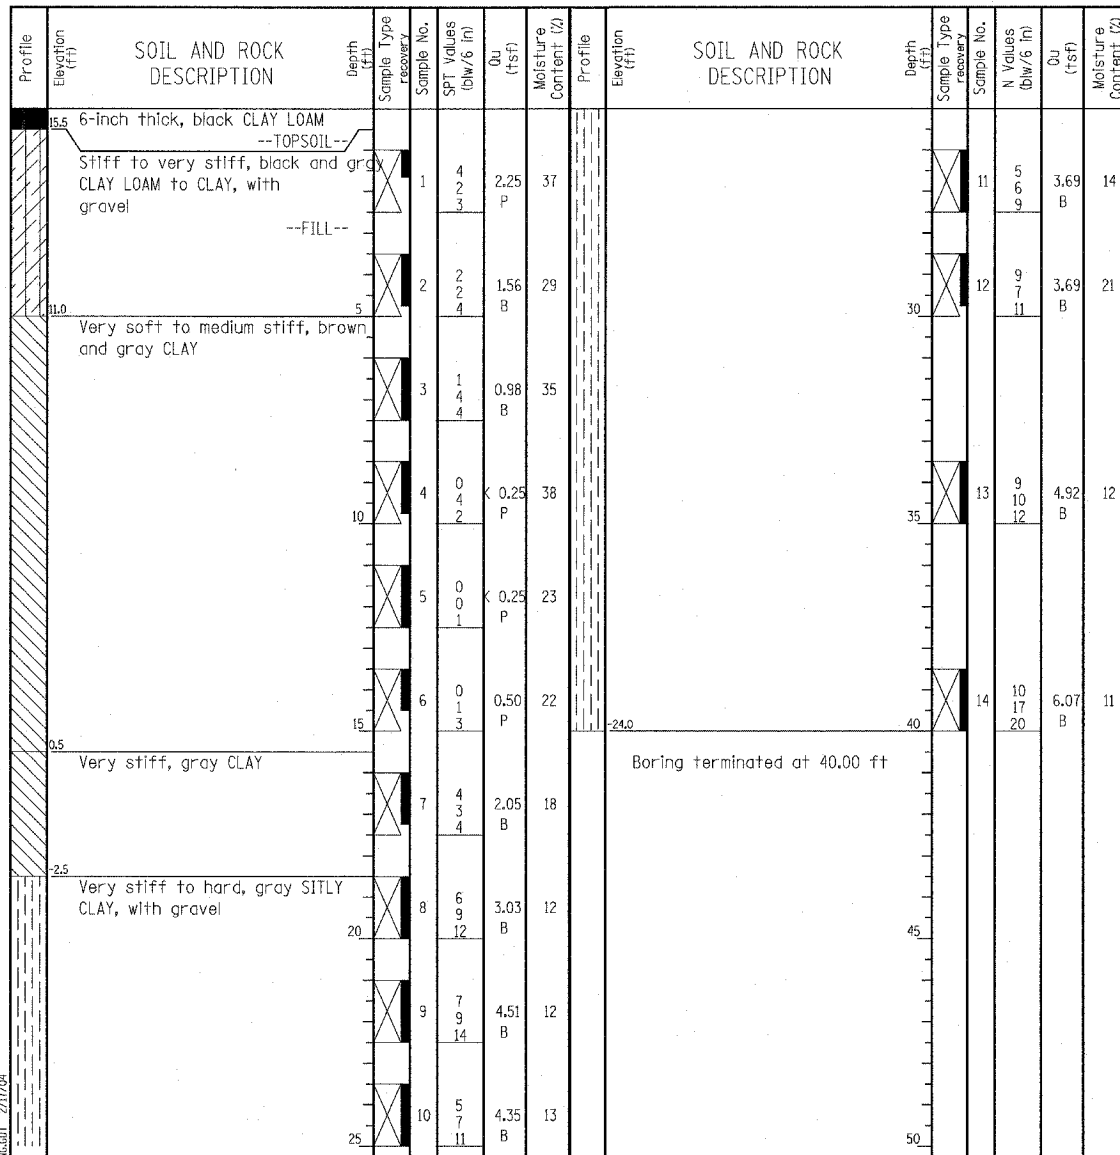 Profile
Elevation (ft)
SOIL AND ROCK DESCRIPTION
Depth (ft)
Sample Type recovery
Sample No.
SPT Values (blw/6 in)
Qu (tsf)
Moisture Content (%)
Profile
Elevation (ft)
SOIL AND ROCK DESCRIPTION
Depth (ft)
Sample Type recovery
Sample No.
N Values (blw/6 in)
Qu (tsf)
Moisture Content (%)
15.5 6-inch thick, black CLAY LOAM
--TOPSOIL--
Stiff to very stiff, black and gray
CLAY LOAM to CLAY, with
gravel
--FILL--
1 4 2 3 2.25 P 37
2 2 2 4 1.56 B 29
11.0 5
Very soft to medium stiff, brown
and gray CLAY
3 1 4 4 0.98 B 35
4 0 4 2 < 0.25 P 38
10
5 0 0 1 < 0.25 P 23
6 0 1 3 0.50 P 22
15
0.5
Very stiff, gray CLAY
7 4 3 4 2.05 B 18
-2.5
Very stiff to hard, gray SITLY
CLAY, with gravel
8 6 9 12 3.03 B 12
20
9 7 9 14 4.51 B 12
10 5 7 11 4.35 B 13
25
11 5 6 9 3.69 B 14
12 9 7 11 3.69 B 21
30
13 9 10 12 4.92 B 12
35
14 10 17 20 6.07 B 11
-24.0 40
Boring terminated at 40.00 ft
45
50